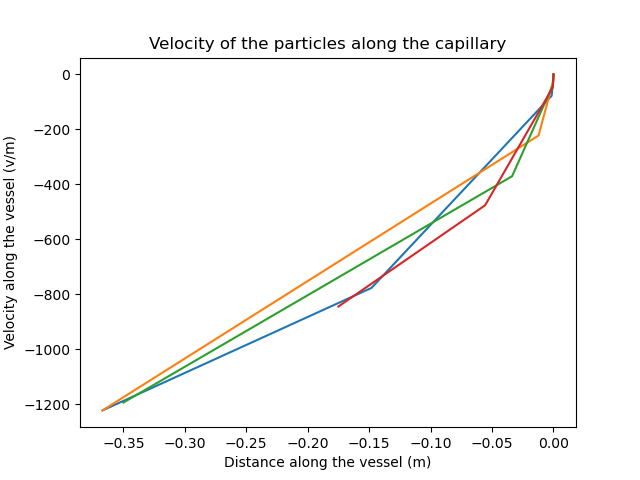 Velocity of the particles along the capillary
Velocity along the vessel (v/m)
0
−200
−400
−600
−800
−1000
−1200
−0.35 −0.30 −0.25 −0.20 −0.15 −0.10 −0.05 0.00
Distance along the vessel (m)